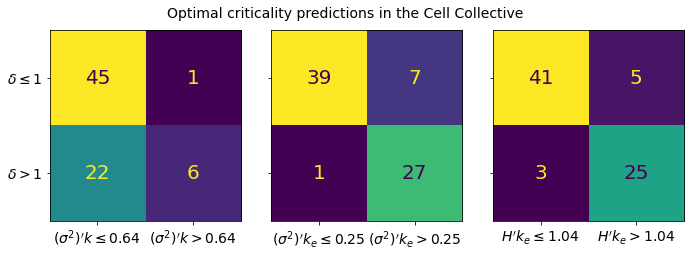 Optimal criticality predictions in the Cell Collective
δ ≤ 1 45 1 39 7 41 5
δ > 1 22 6 1 27 3 25
(σ²)′k ≤ 0.64 (σ²)′k > 0.64 (σ²)′kₑ ≤ 0.25 (σ²)′kₑ > 0.25 H′kₑ ≤ 1.04 H′kₑ > 1.04